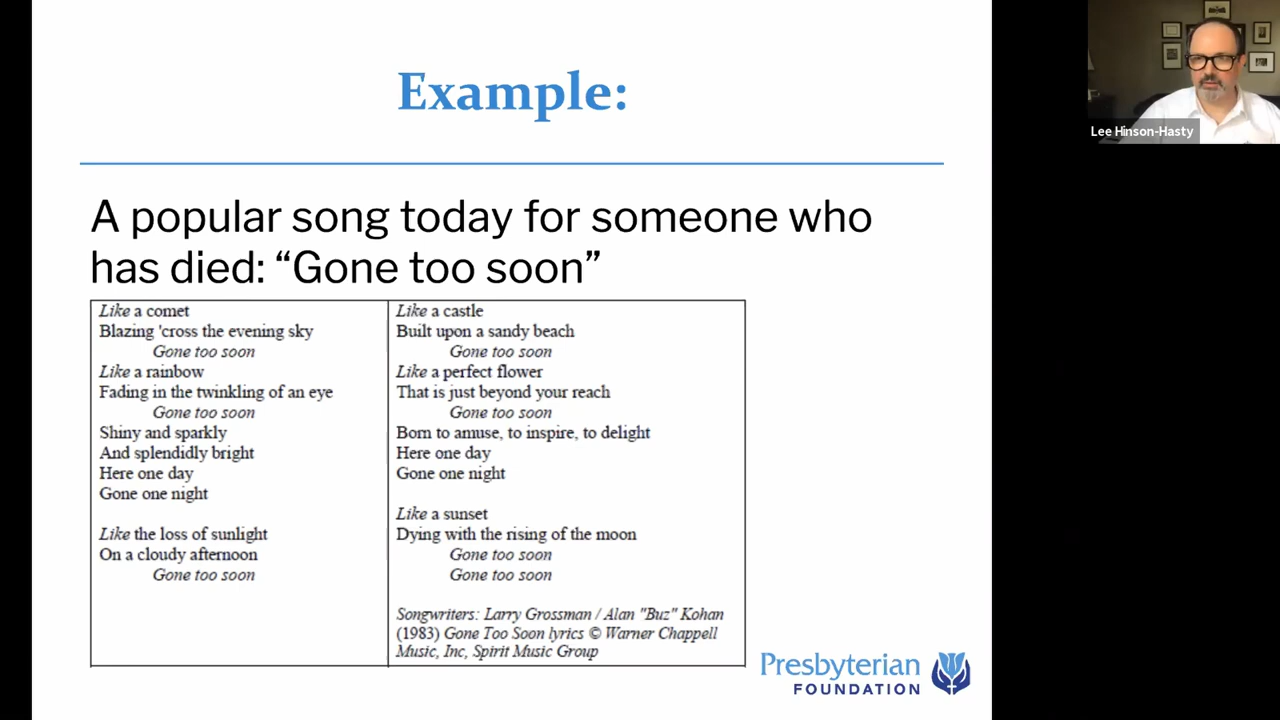 Example:
A popular song today for someone who
has died: “Gone too soon”
Like a comet
Blazing 'cross the evening sky
Gone too soon
Like a rainbow
Fading in the twinkling of an eye
Gone too soon
Shiny and sparkly
And splendidly bright
Here one day
Gone one night
Like the loss of sunlight
On a cloudy afternoon
Gone too soon
Like a castle
Built upon a sandy beach
Gone too soon
Like a perfect flower
That is just beyond your reach
Gone too soon
Born to amuse, to inspire, to delight
Here one day
Gone one night
Like a sunset
Dying with the rising of the moon
Gone too soon
Gone too soon
Songwriters: Larry Grossman / Alan "Buz" Kohan
(1983) Gone Too Soon lyrics © Warner Chappell
Music, Inc, Spirit Music Group
Presbyterian
FOUNDATION
Lee Hinson-Hasty